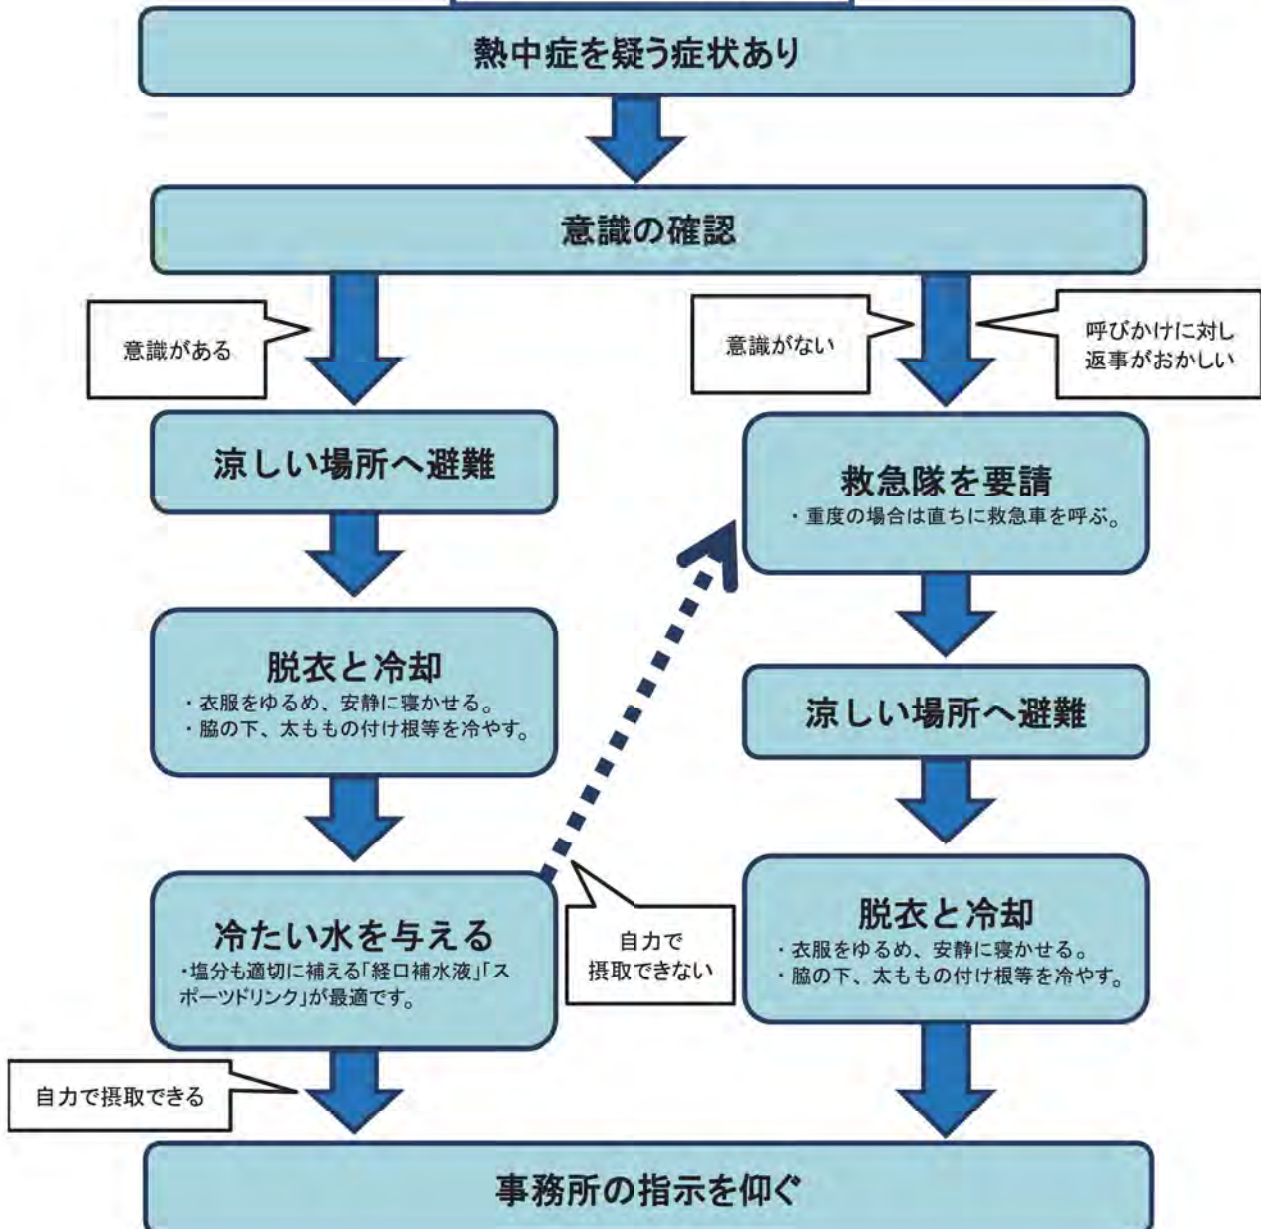 熱中症を疑う症状あり
意識の確認
意識がある
意識がない
呼びかけに対し
返事がおかしい
涼しい場所へ避難
救急隊を要請
・重度の場合は直ちに救急車を呼ぶ。
脱衣と冷却
・衣服をゆるめ、安静に寝かせる。
・脇の下、太ももの付け根等を冷やす。
涼しい場所へ避難
冷たい水を与える
・塩分も適切に補える「経口補水液」「ス
ポーツドリンク」が最適です。
自力で
摂取できない
脱衣と冷却
・衣服をゆるめ、安静に寝かせる。
・脇の下、太ももの付け根等を冷やす。
自力で摂取できる
事務所の指示を仰ぐ